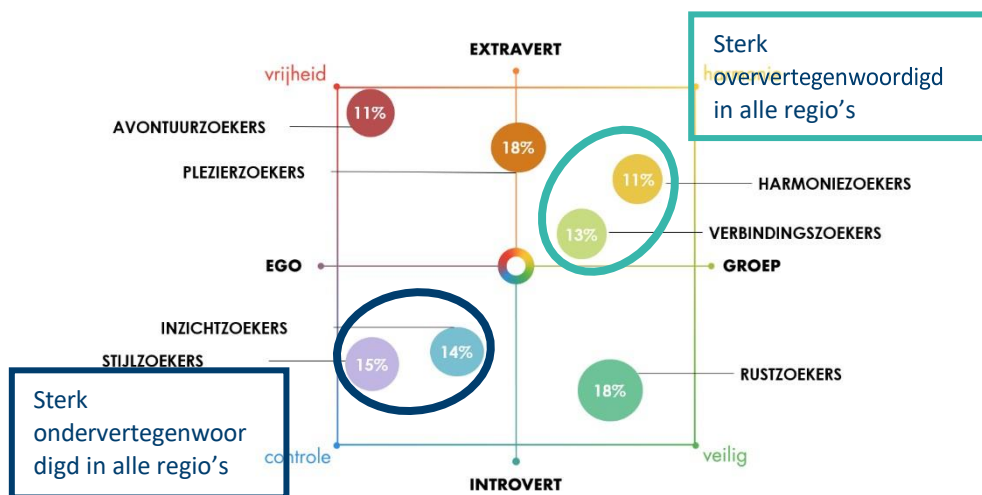 EXTRAVERT
Sterk
oververtegenwoordigd
in alle regio's
vrijheid
harmonie
11%
AVONTUURZOEKERS
18%
PLEZIERZOEKERS
11%
HARMONIEZOEKERS
13%
VERBINDINGSZOEKERS
EGO
GROEP
INZICHTZOEKERS
14%
STIJLZOEKERS
15%
RUSTZOEKERS
18%
Sterk
ondervertegenwoor
digd in alle regio's
controle
veilig
INTROVERT